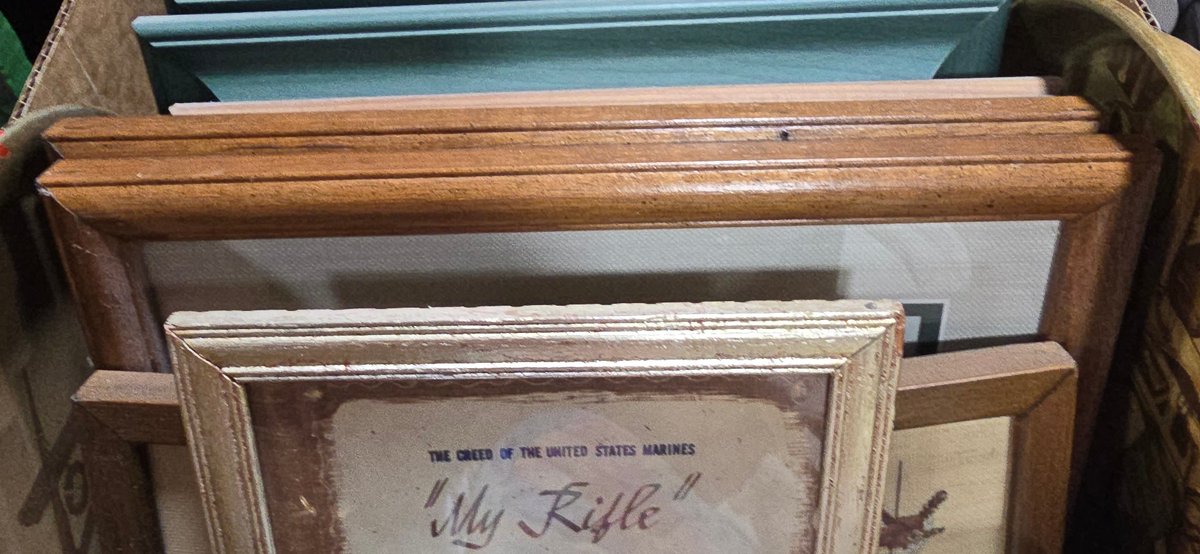 THE CREED OF THE UNITED STATES MARINES
"My Rifle"